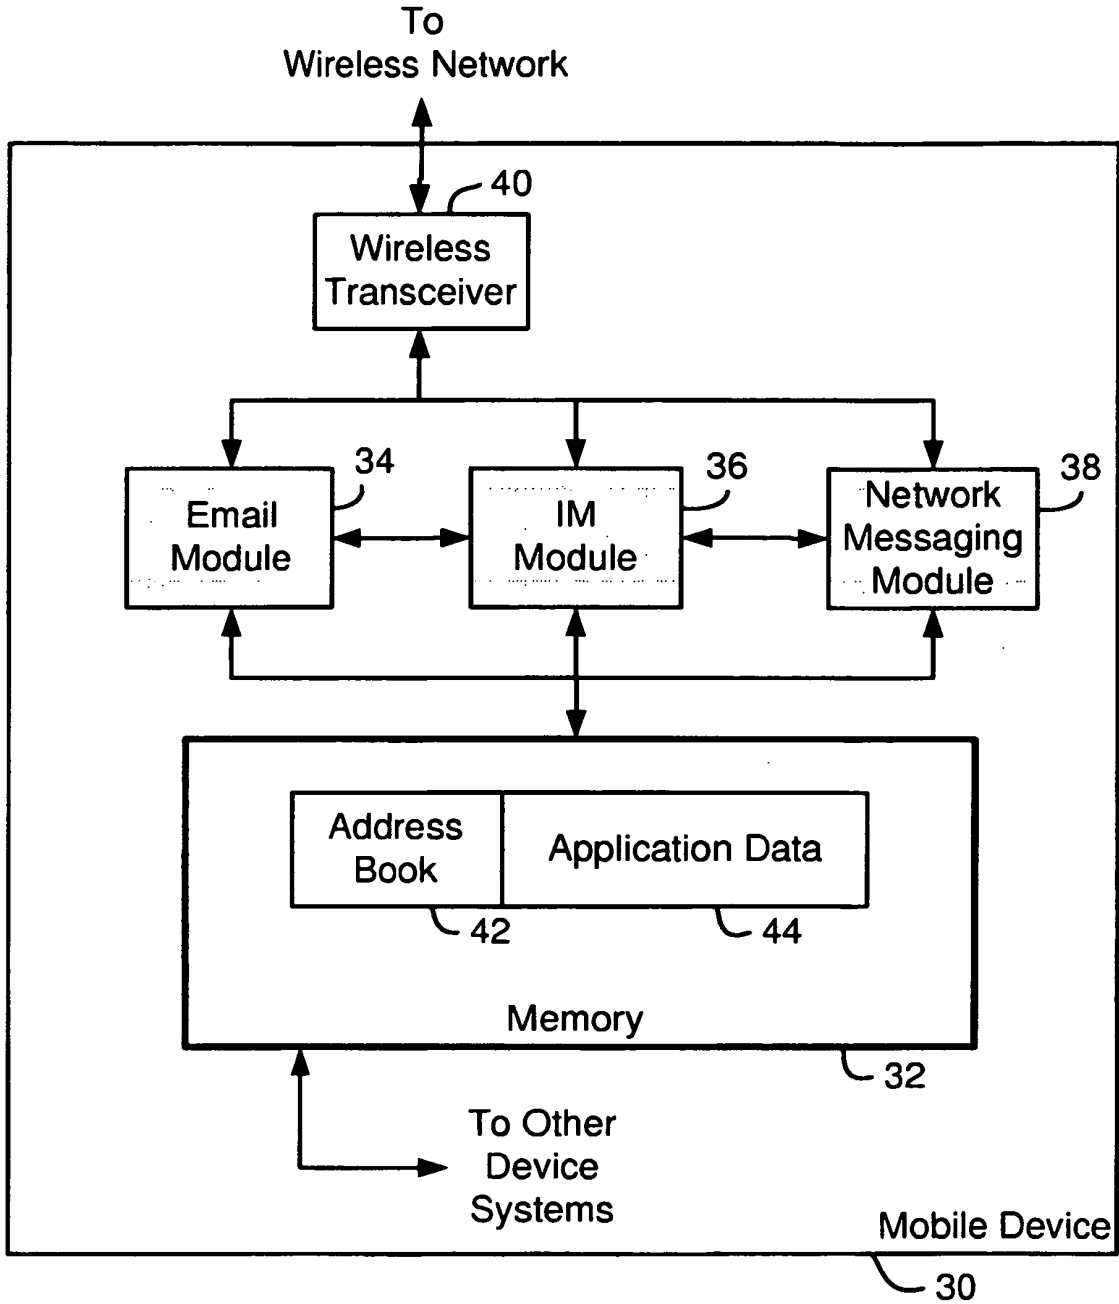 To
Wireless Network
40
Wireless
Transceiver
34
36
38
Email
Module
IM
Module
Network
Messaging
Module
Address
Book
Application Data
42
44
Memory
32
To Other
Device
Systems
Mobile Device
30